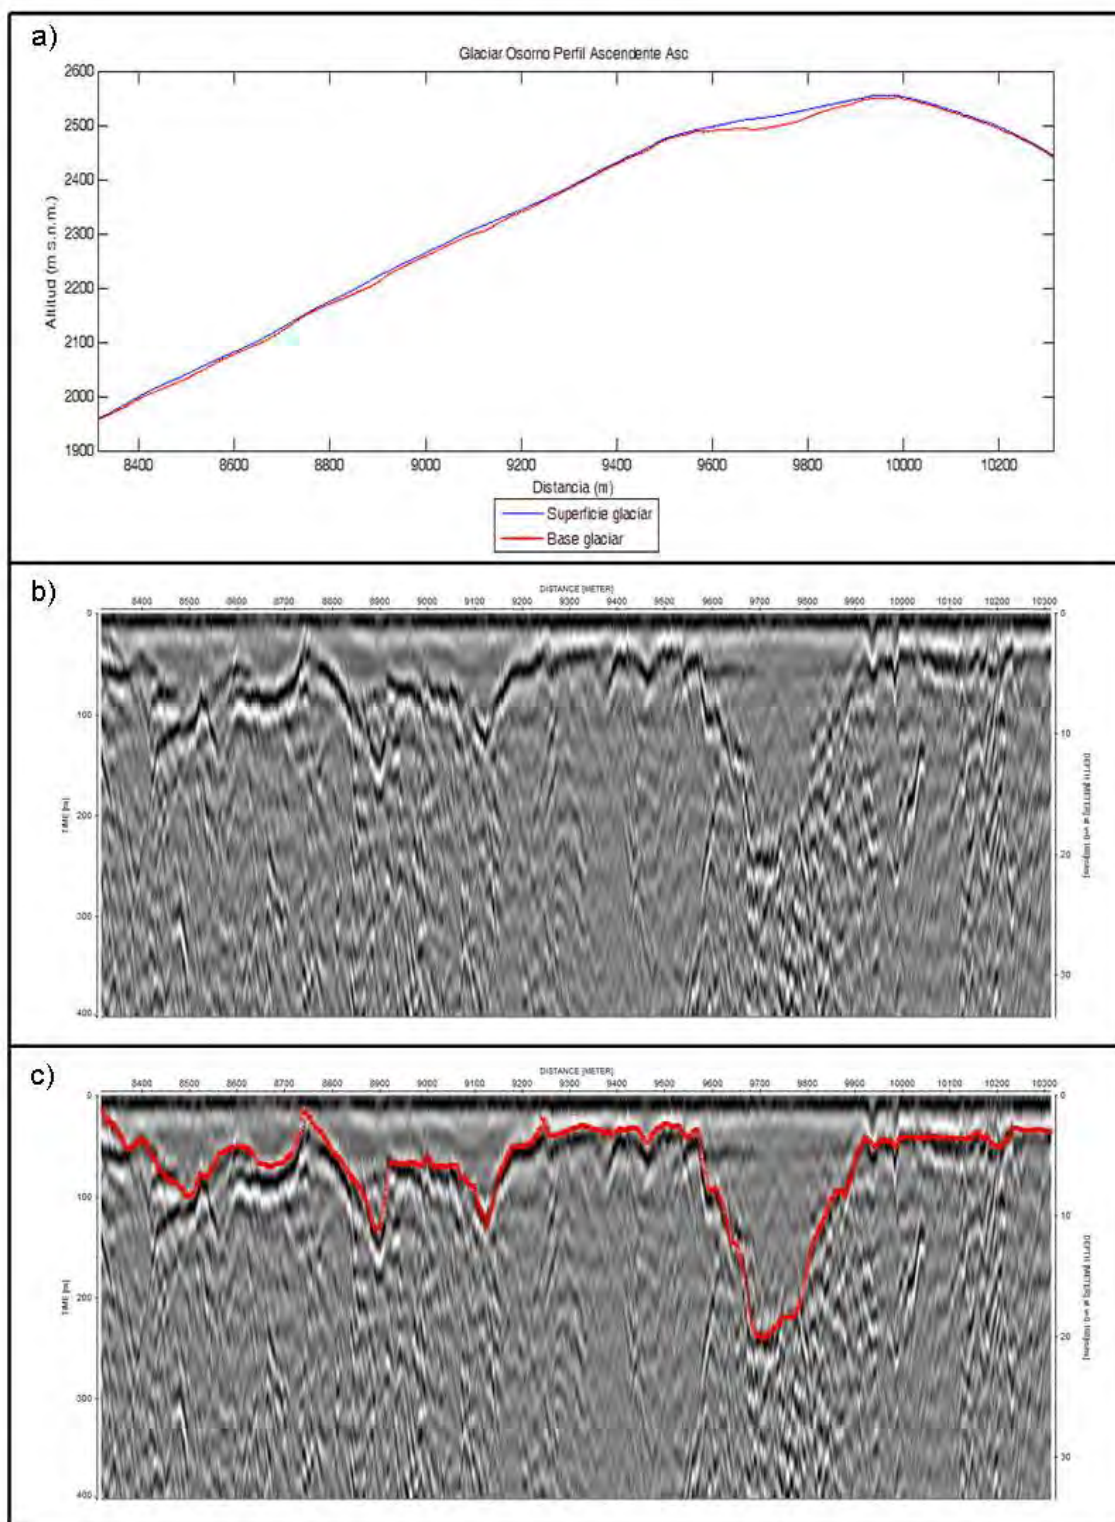 a)
Glaciar Osorno Perfil Ascendente Asc
2600
2500
2400
2300
2200
2100
2000
1900
Altitud (m s.n.m.)
8400 8600 8800 9000 9200 9400 9600 9800 10000 10200
Distancia (m)
Superficie glaciar
Base glaciar
b)
DISTANCE [METER]
8400 8500 8600 8700 8800 8900 9000 9100 9200 9300 9400 9500 9600 9700 9800 9900 10000 10100 10200 10300
0
100
200
300
400
TIME [ns]
0
10
20
30
c)
DISTANCE [METER]
8400 8500 8600 8700 8800 8900 9000 9100 9200 9300 9400 9500 9600 9700 9800 9900 10000 10100 10200 10300
0
100
200
300
400
TIME [ns]
0
10
20
30